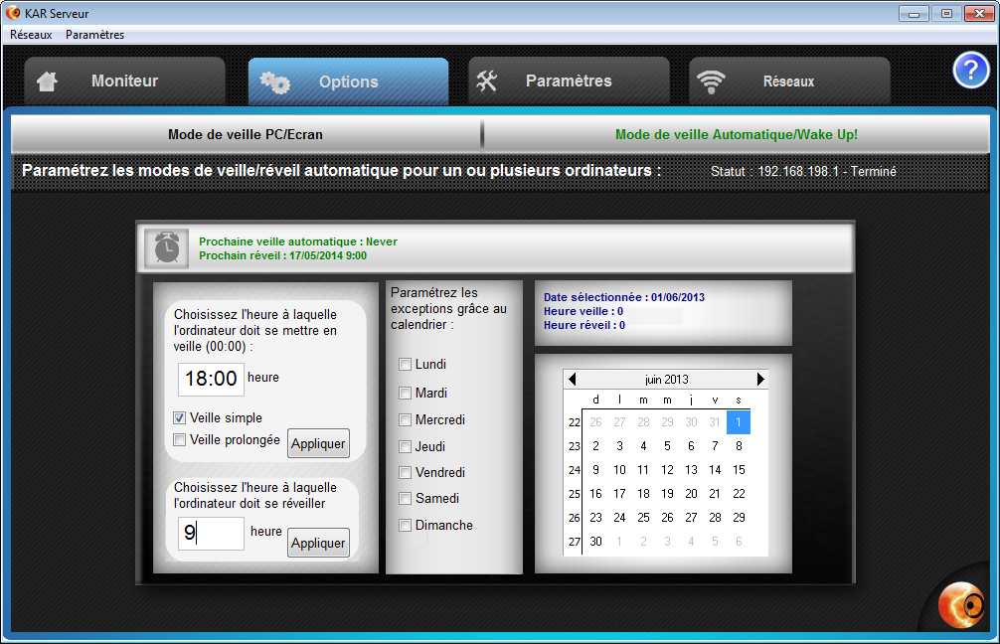 KAR Serveur
Réseaux Paramètres
Moniteur
Options
Paramètres
Réseaux
?
Mode de veille PC/Ecran
Mode de veille Automatique/Wake Up!
Paramétrez les modes de veille/réveil automatique pour un ou plusieurs ordinateurs :
Statut : 192.168.198.1 - Terminé
Prochaine veille automatique : Never
Prochain réveil : 17/05/2014 9:00
Choisissez l'heure à laquelle
l'ordinateur doit se mettre en
veille (00:00) :
18:00 heure
Veille simple
Veille prolongée
Appliquer
Choisissez l'heure à laquelle
l'ordinateur doit se réveiller
9 heure
Appliquer
Paramétrez les
exceptions grâce au
calendrier :
Lundi
Mardi
Mercredi
Jeudi
Vendredi
Samedi
Dimanche
Date sélectionnée : 01/06/2013
Heure veille : 0
Heure réveil : 0
juin 2013
d l m m j v s
22 26 27 28 29 30 31 1
23 2 3 4 5 6 7 8
24 9 10 11 12 13 14 15
25 16 17 18 19 20 21 22
26 23 24 25 26 27 28 29
27 30 1 2 3 4 5 6